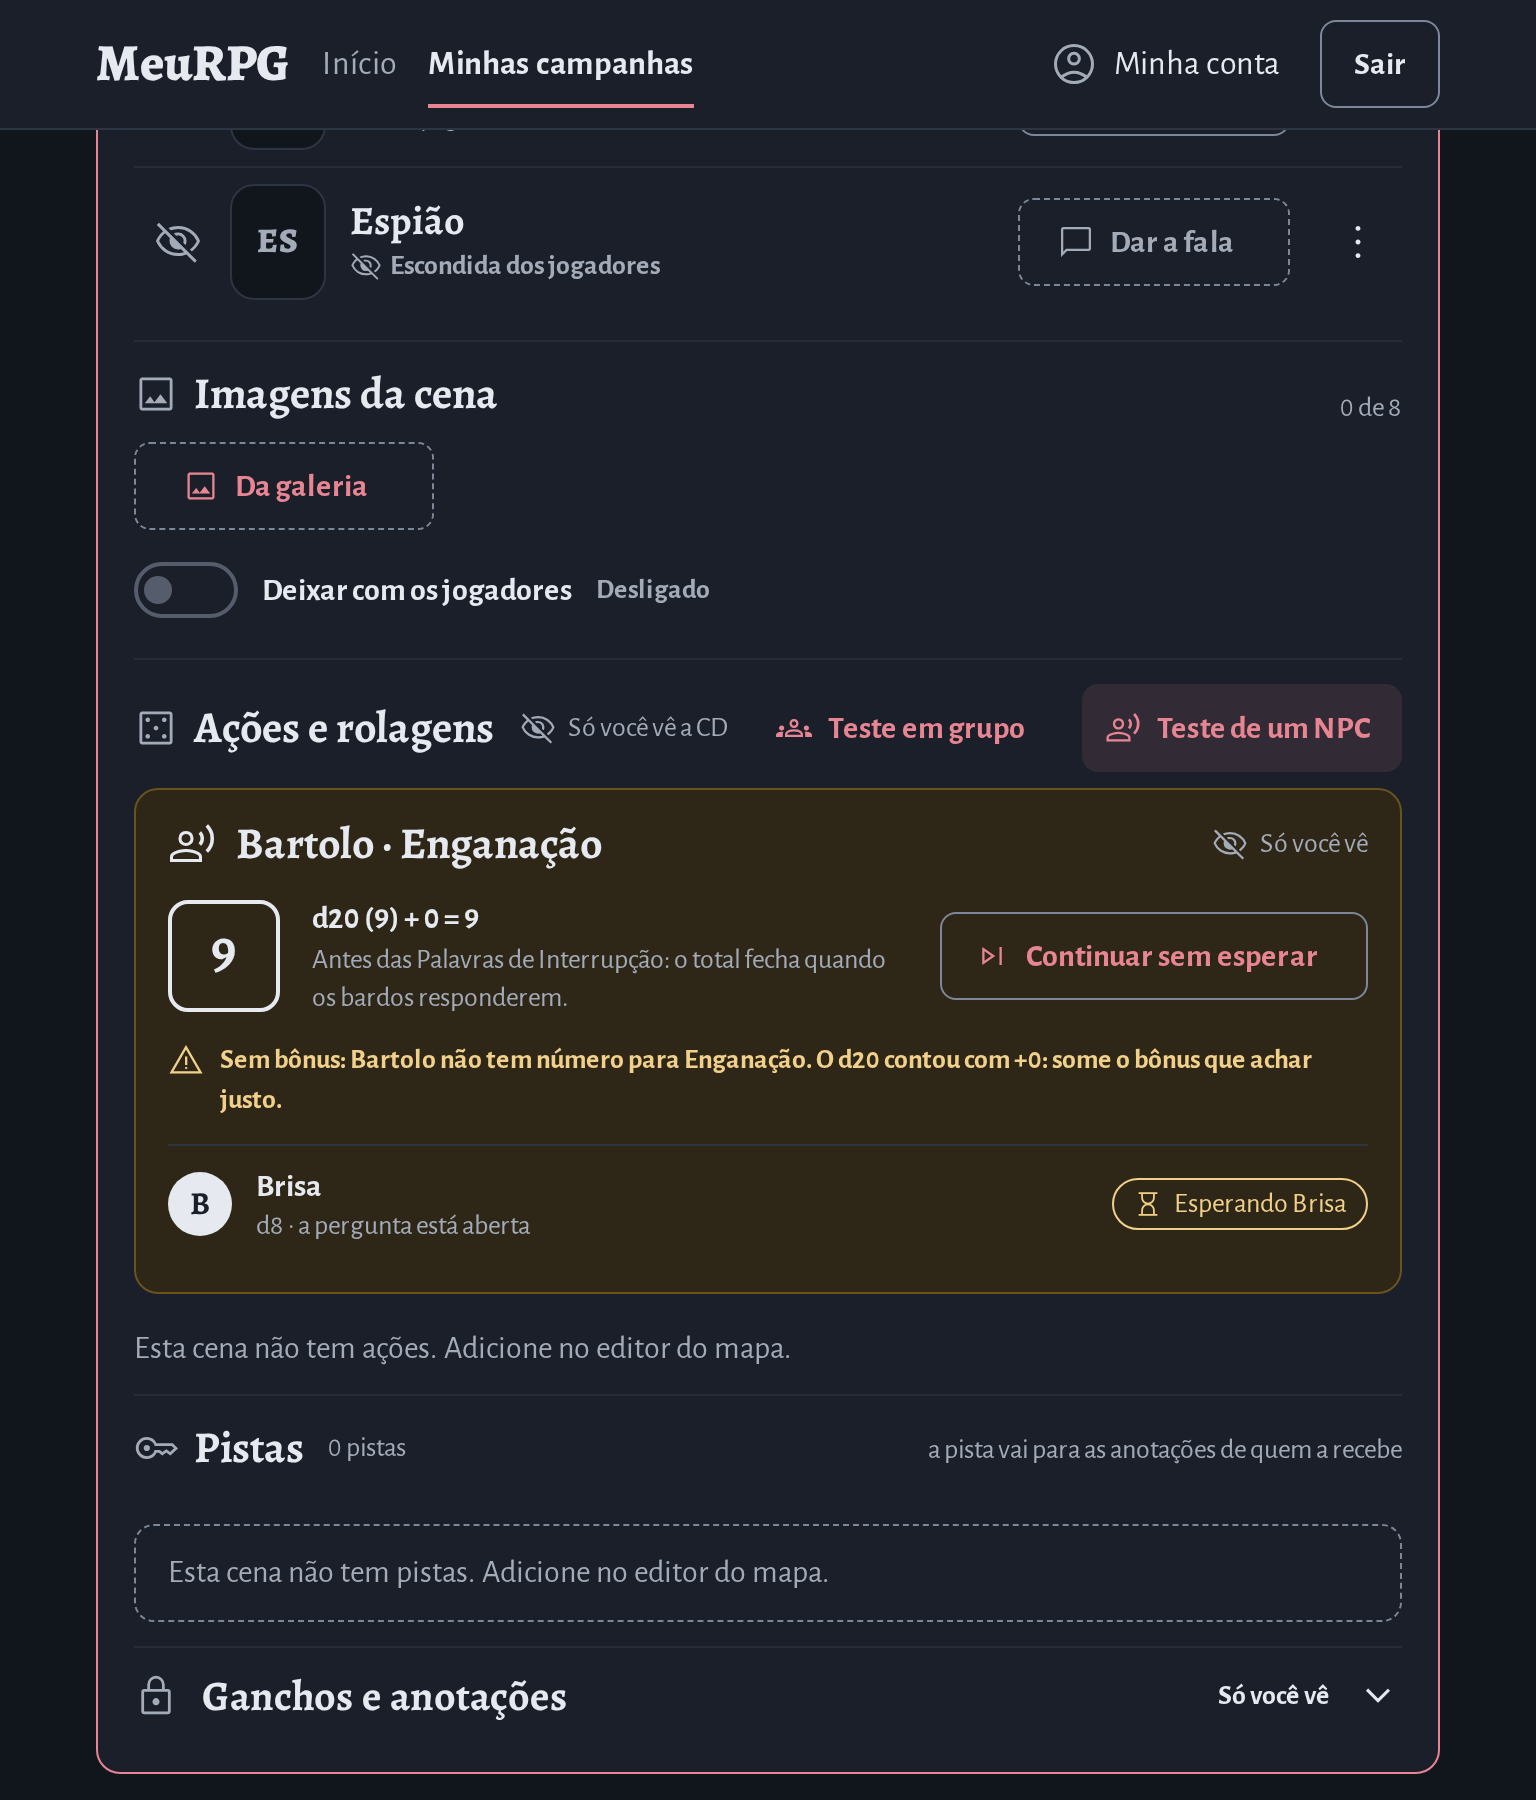 MeuRPG
Início
Minhas campanhas
Minha conta
Sair
ES
Espião
Escondida dos jogadores
Dar a fala
Imagens da cena
0 de 8
Da galeria
Deixar com os jogadores
Desligado
Ações e rolagens
Só você vê a CD
Teste em grupo
Teste de um NPC
Bartolo · Enganação
Só você vê
9
d20 (9) + 0 = 9
Antes das Palavras de Interrupção: o total fecha quando
os bardos responderem.
Continuar sem esperar
Sem bônus: Bartolo não tem número para Enganação. O d20 contou com +0: some o bônus que achar
justo.
B
Brisa
d8 · a pergunta está aberta
Esperando Brisa
Esta cena não tem ações. Adicione no editor do mapa.
Pistas
0 pistas
a pista vai para as anotações de quem a recebe
Esta cena não tem pistas. Adicione no editor do mapa.
Ganchos e anotações
Só você vê